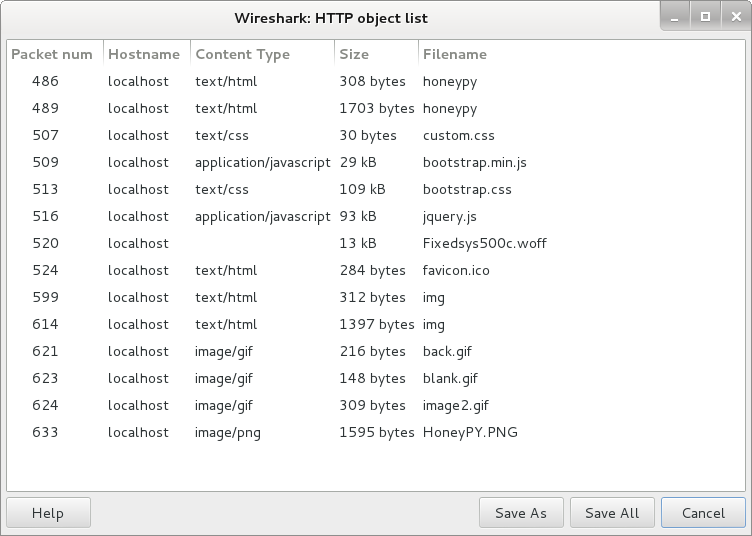 Wireshark: HTTP object list
Packet num Hostname Content Type Size Filename
486 localhost text/html 308 bytes honeypy
489 localhost text/html 1703 bytes honeypy
507 localhost text/css 30 bytes custom.css
509 localhost application/javascript 29 kB bootstrap.min.js
513 localhost text/css 109 kB bootstrap.css
516 localhost application/javascript 93 kB jquery.js
520 localhost 13 kB Fixedsys500c.woff
524 localhost text/html 284 bytes favicon.ico
599 localhost text/html 312 bytes img
614 localhost text/html 1397 bytes img
621 localhost image/gif 216 bytes back.gif
623 localhost image/gif 148 bytes blank.gif
624 localhost image/gif 309 bytes image2.gif
633 localhost image/png 1595 bytes HoneyPY.PNG
Help Save As Save All Cancel